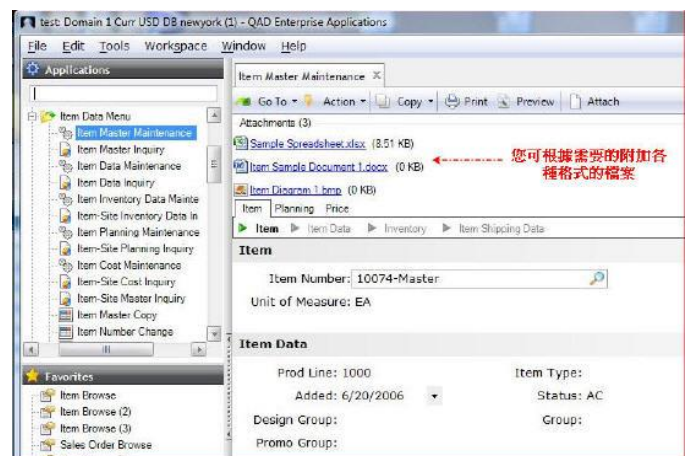 test: Domain 1 Curr USD DB newyork (1) - QAD Enterprise Applications
File Edit Tools Workspace Window Help
Applications
Item Data Menu
Item Master Maintenance
Item Master Inquiry
Item Data Maintenance
Item Data Inquiry
Item Inventory Data Mainte
Item-Site Inventory Data In
Item Planning Maintenance
Item-Site Planning Inquiry
Item Cost Maintenance
Item-Site Cost Inquiry
Item-Site Master Inquiry
Item Master Copy
Item Number Change
Favorites
Item Browse
Item Browse (2)
Item Browse (3)
Sales Order Browse
Item Master Maintenance
Go To Action Copy Print Preview Attach
Attachments (3)
Sample Spreadsheet.xlsx (8.51 KB)
Item Sample Document 1.docx (0 KB)
Item Diagram 1.bmp (0 KB)
您可根據需要的附加各
種格式的檔案
Item Planning Price
Item Item Data Inventory Item Shipping Data
Item
Item Number: 10074-Master
Unit of Measure: EA
Item Data
Prod Line: 1000 Item Type:
Added: 6/20/2006 Status: AC
Design Group: Group:
Promo Group: